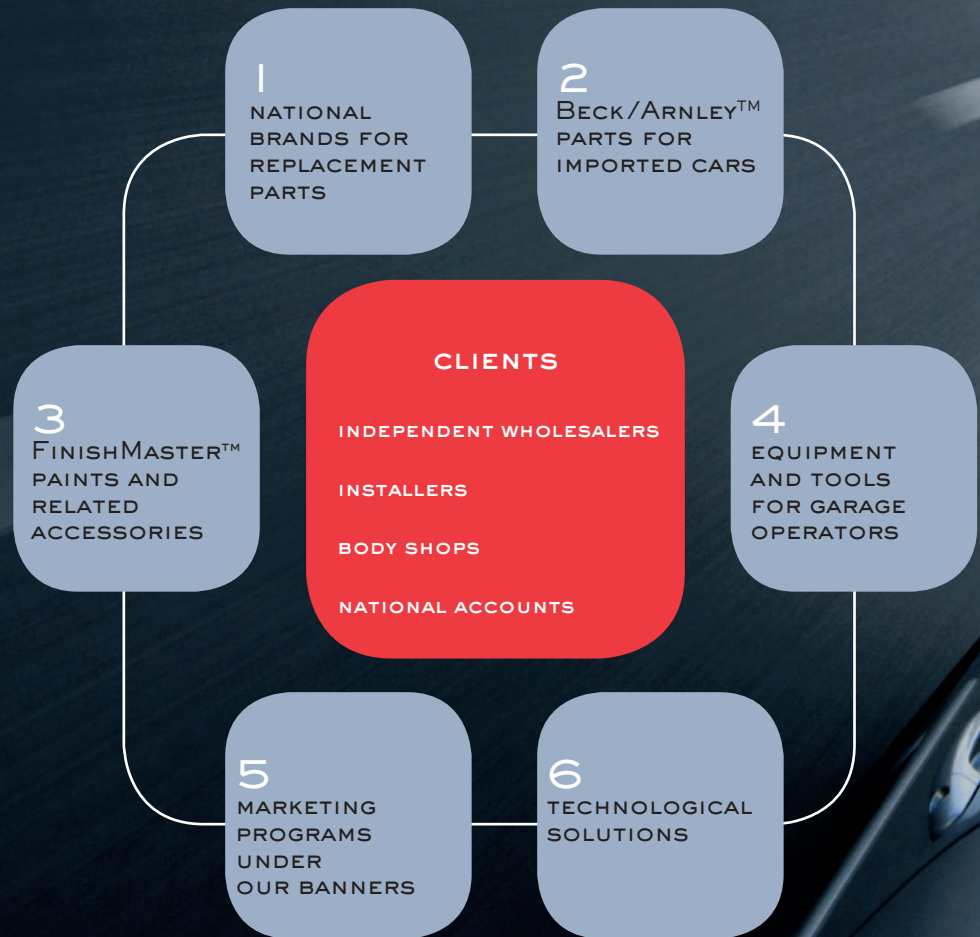 1
NATIONAL
BRANDS FOR
REPLACEMENT
PARTS
2
BECK/ARNLEY™
PARTS FOR
IMPORTED CARS
3
FINISHMASTER™
PAINTS AND
RELATED
ACCESSORIES
CLIENTS
INDEPENDENT WHOLESALERS
INSTALLERS
BODY SHOPS
NATIONAL ACCOUNTS
4
EQUIPMENT
AND TOOLS
FOR GARAGE
OPERATORS
5
MARKETING
PROGRAMS
UNDER
OUR BANNERS
6
TECHNOLOGICAL
SOLUTIONS